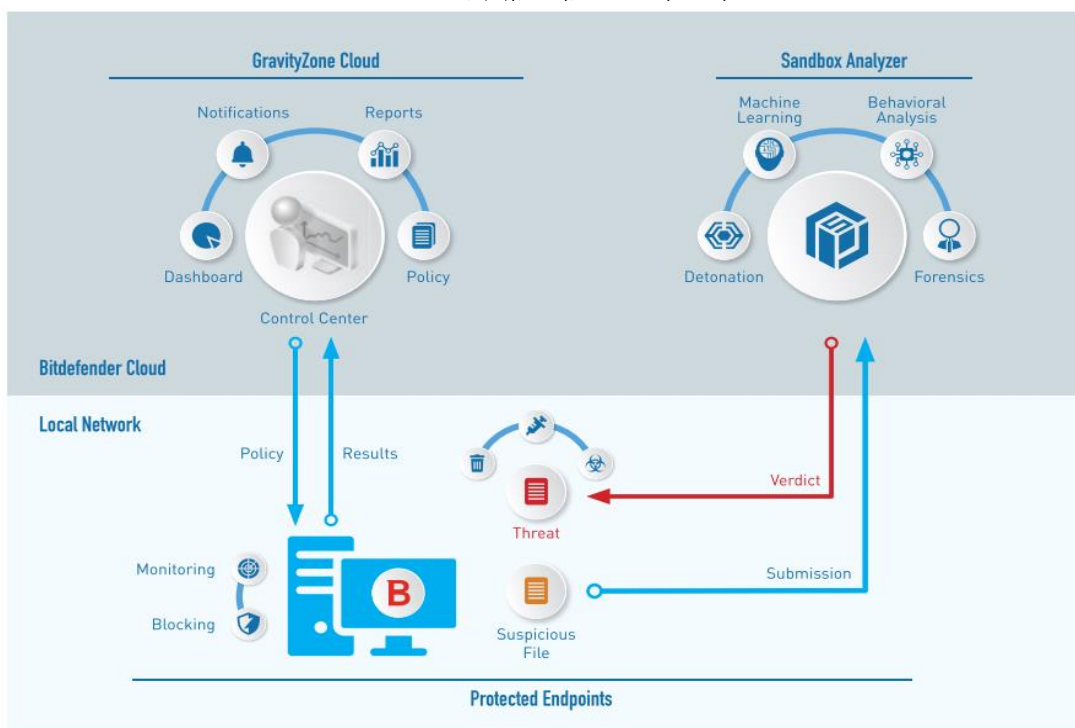 GravityZone Cloud
Sandbox Analyzer
Notifications
Reports
Machine
Learning
Behavioral
Analysis
Dashboard
Policy
Detonation
Forensics
Control Center
Bitdefender Cloud
Local Network
Policy
Results
Verdict
Threat
Monitoring
Submission
B
Blocking
Suspicious
File
Protected Endpoints